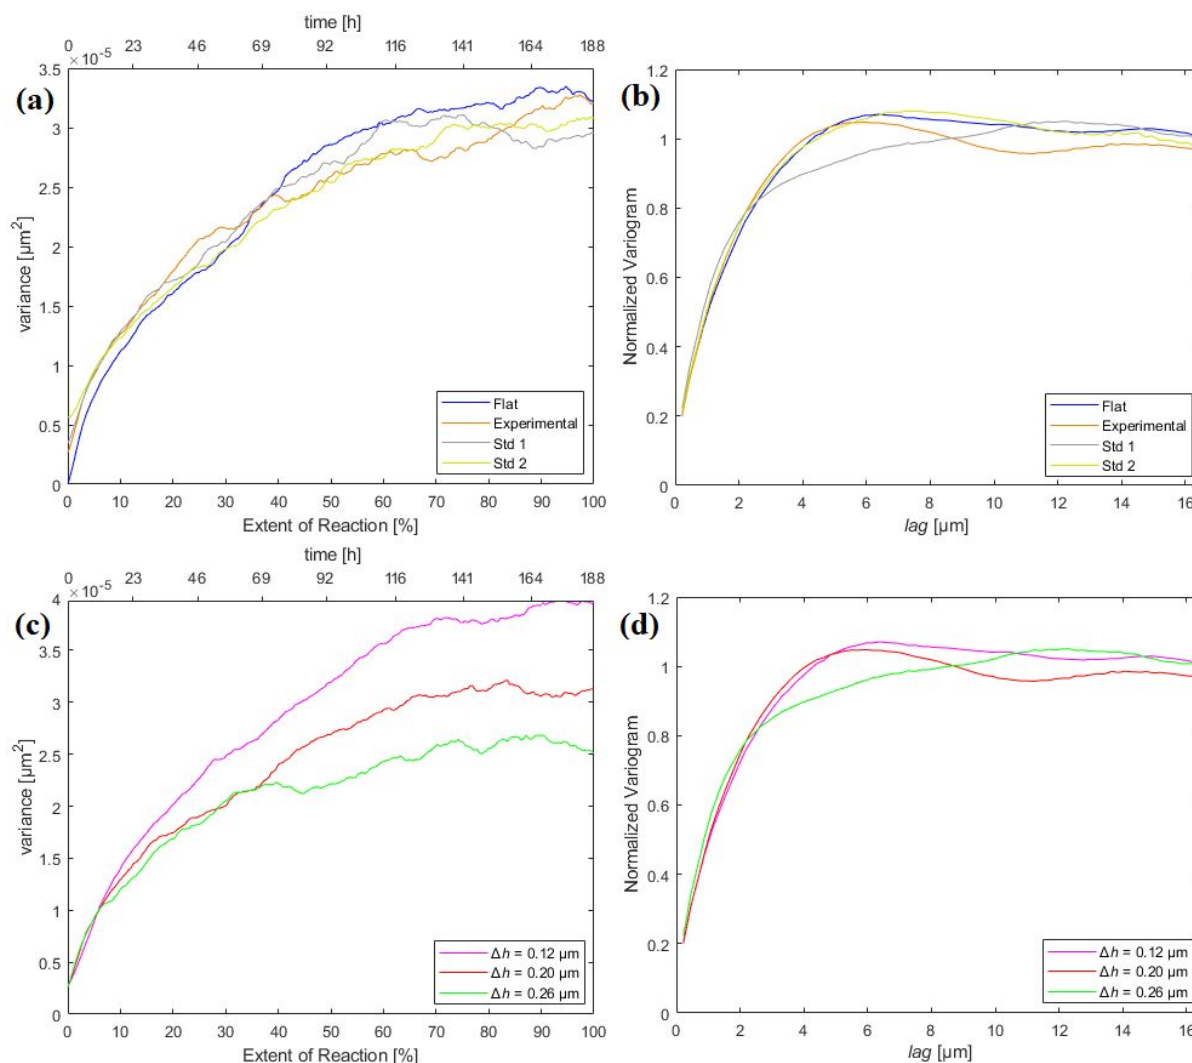 (a)
time [h]
0 23 46 69 92 116 141 164 188
× 10⁻⁵
3.5
3
2.5
2
1.5
1
0.5
0
variance [µm²]
Flat
Experimental
Std 1
Std 2
0 10 20 30 40 50 60 70 80 90 100
Extent of Reaction [%]
(b)
1.2
1
0.8
0.6
0.4
0.2
0
Normalized Variogram
Flat
Experimental
Std 1
Std 2
0 2 4 6 8 10 12 14 16
lag [µm]
(c)
time [h]
0 23 46 69 92 116 141 164 188
× 10⁻⁵
4
3.5
3
2.5
2
1.5
1
0.5
0
variance [µm²]
Δh = 0.12 µm
Δh = 0.20 µm
Δh = 0.26 µm
0 10 20 30 40 50 60 70 80 90 100
Extent of Reaction [%]
(d)
1.2
1
0.8
0.6
0.4
0.2
0
Normalized Variogram
Δh = 0.12 µm
Δh = 0.20 µm
Δh = 0.26 µm
0 2 4 6 8 10 12 14 16
lag [µm]